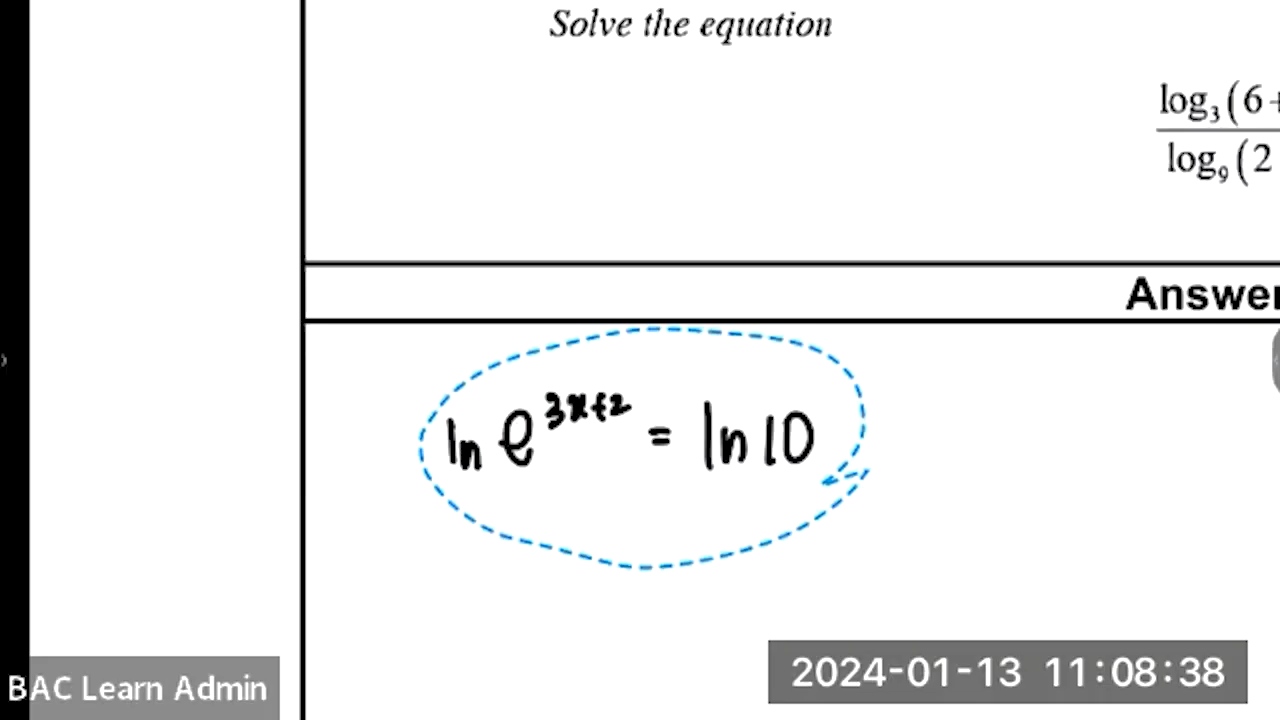 Solve the equation
log₃(6+
log₉(2
Answer
ln e^{3x+2} = ln 10
BAC Learn Admin
2024-01-13 11:08:38